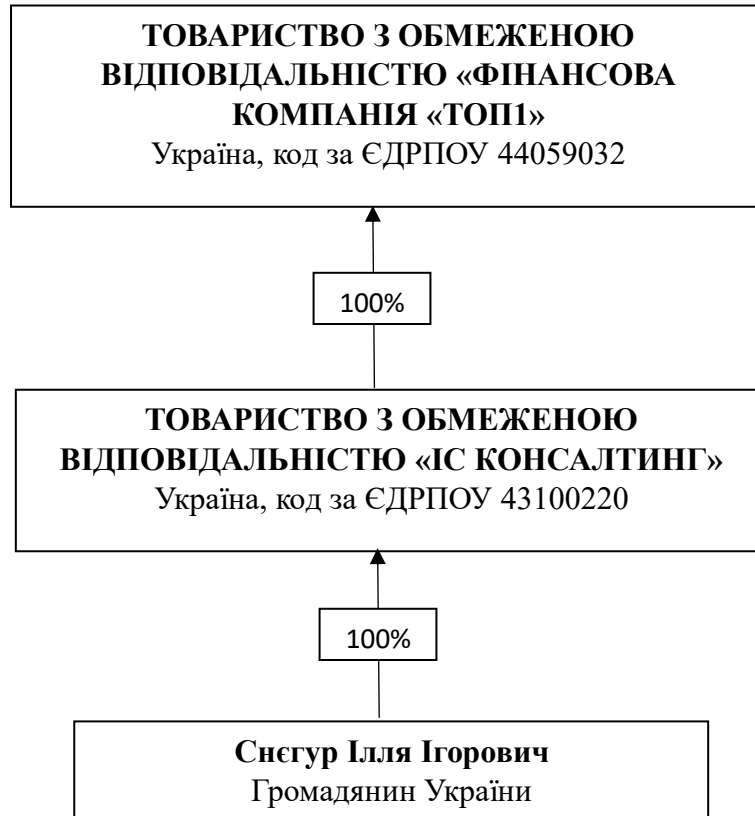 ТОВАРИСТВО З ОБМЕЖЕНОЮ
ВІДПОВІДАЛЬНІСТЮ «ФІНАНСОВА
КОМПАНІЯ «ТОП1»
Україна, код за ЄДРПОУ 44059032
100%
ТОВАРИСТВО З ОБМЕЖЕНОЮ
ВІДПОВІДАЛЬНІСТЮ «ІС КОНСАЛТИНГ»
Україна, код за ЄДРПОУ 43100220
100%
Снєгур Ілля Ігорович
Громадянин України